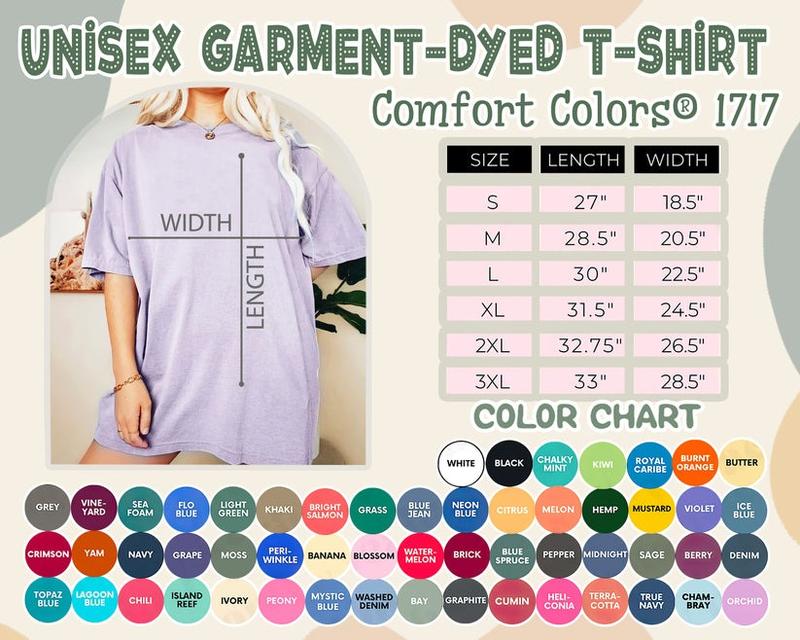 UNiSEX GARMENT-DYED T-SHiRT
Comfort Colors® 1717
WIDTH
LENGTH
SIZE LENGTH WIDTH
S 27" 18.5"
M 28.5" 20.5"
L 30" 22.5"
XL 31.5" 24.5"
2XL 32.75" 26.5"
3XL 33" 28.5"
COLOR CHART
WHITE BLACK CHALKY MINT KIWI ROYAL CARIBE BURNT ORANGE BUTTER
GREY VINE-YARD SEA FOAM FLO BLUE LIGHT GREEN KHAKI BRIGHT SALMON GRASS BLUE JEAN NEON BLUE CITRUS MELON HEMP MUSTARD VIOLET ICE BLUE
CRIMSON YAM NAVY GRAPE MOSS PERI-WINKLE BANANA BLOSSOM WATER-MELON BRICK BLUE SPRUCE PEPPER MIDNIGHT SAGE BERRY DENIM
TOPAZ BLUE LAGOON BLUE CHILI ISLAND REEF IVORY PEONY MYSTIC BLUE WASHED DENIM BAY GRAPHITE CUMIN HELI-CONIA TERRA-COTTA TRUE NAVY CHAM-BRAY ORCHID